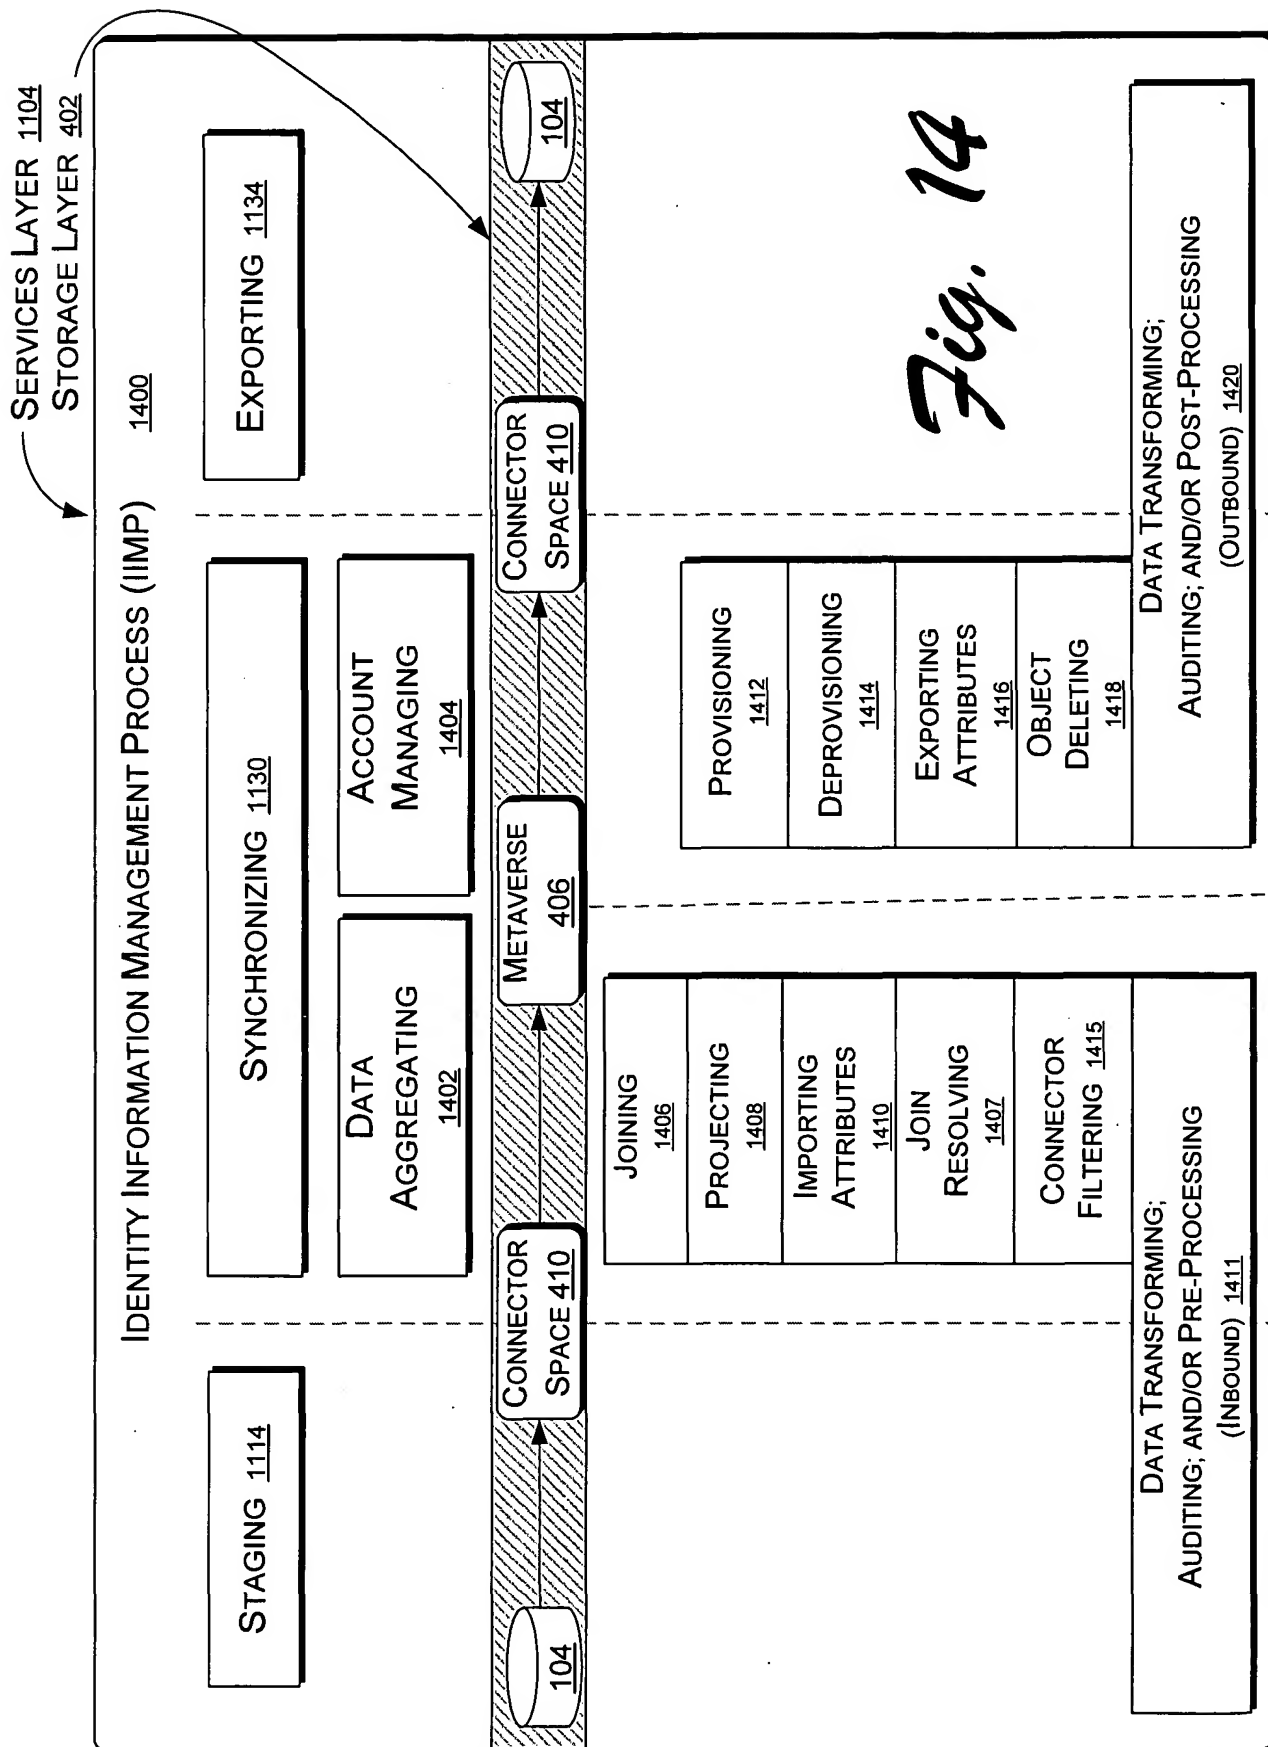 SERVICES LAYER 1104
STORAGE LAYER 402
IDENTITY INFORMATION MANAGEMENT PROCESS (IIMP) 1400
STAGING 1114
SYNCHRONIZING 1130
EXPORTING 1134
DATA
AGGREGATING
1402
ACCOUNT
MANAGING
1404
104
CONNECTOR
SPACE 410
METAVERSE
406
CONNECTOR
SPACE 410
104
JOINING
1406
PROJECTING
1408
IMPORTING
ATTRIBUTES
1410
JOIN
RESOLVING
1407
CONNECTOR
FILTERING 1415
DATA TRANSFORMING;
AUDITING; AND/OR PRE-PROCESSING
(INBOUND) 1411
PROVISIONING
1412
DEPROVISIONING
1414
EXPORTING
ATTRIBUTES
1416
OBJECT
DELETING
1418
DATA TRANSFORMING;
AUDITING; AND/OR POST-PROCESSING
(OUTBOUND) 1420
Fig. 14